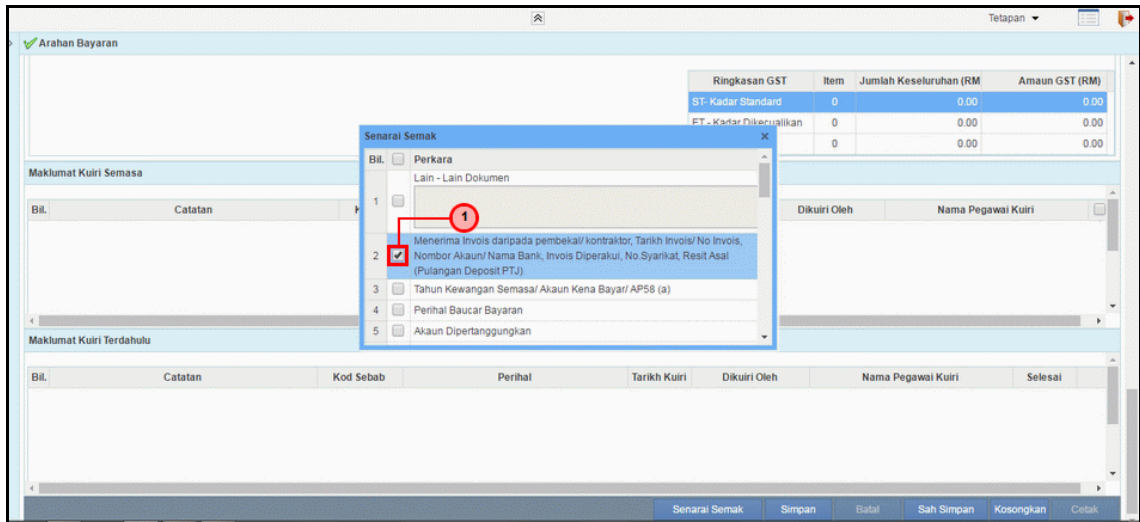 Tetapan
Arahan Bayaran
Ringkasan GST Item Jumlah Keseluruhan (RM Amaun GST (RM)
ST- Kadar Standard 0 0.00 0.00
ET - Kadar Dikecualikan 0 0.00 0.00
0 0.00 0.00
Senarai Semak
Bil. Perkara
1 Lain - Lain Dokumen
1
2 Menerima Invois daripada pembekal/ kontraktor, Tarikh Invois/ No Invois,
Nombor Akaun/ Nama Bank, Invois Diperakui, No.Syarikat, Resit Asal
(Pulangan Deposit PTJ)
3 Tahun Kewangan Semasa/ Akaun Kena Bayar/ AP58 (a)
4 Perihal Baucar Bayaran
5 Akaun Dipertanggungkan
Maklumat Kuiri Semasa
Bil. Catatan Dikuiri Oleh Nama Pegawai Kuiri
Maklumat Kuiri Terdahulu
Bil. Catatan Kod Sebab Perihal Tarikh Kuiri Dikuiri Oleh Nama Pegawai Kuiri Selesai
Senarai Semak Simpan Batal Sah Simpan Kosongkan Cetak